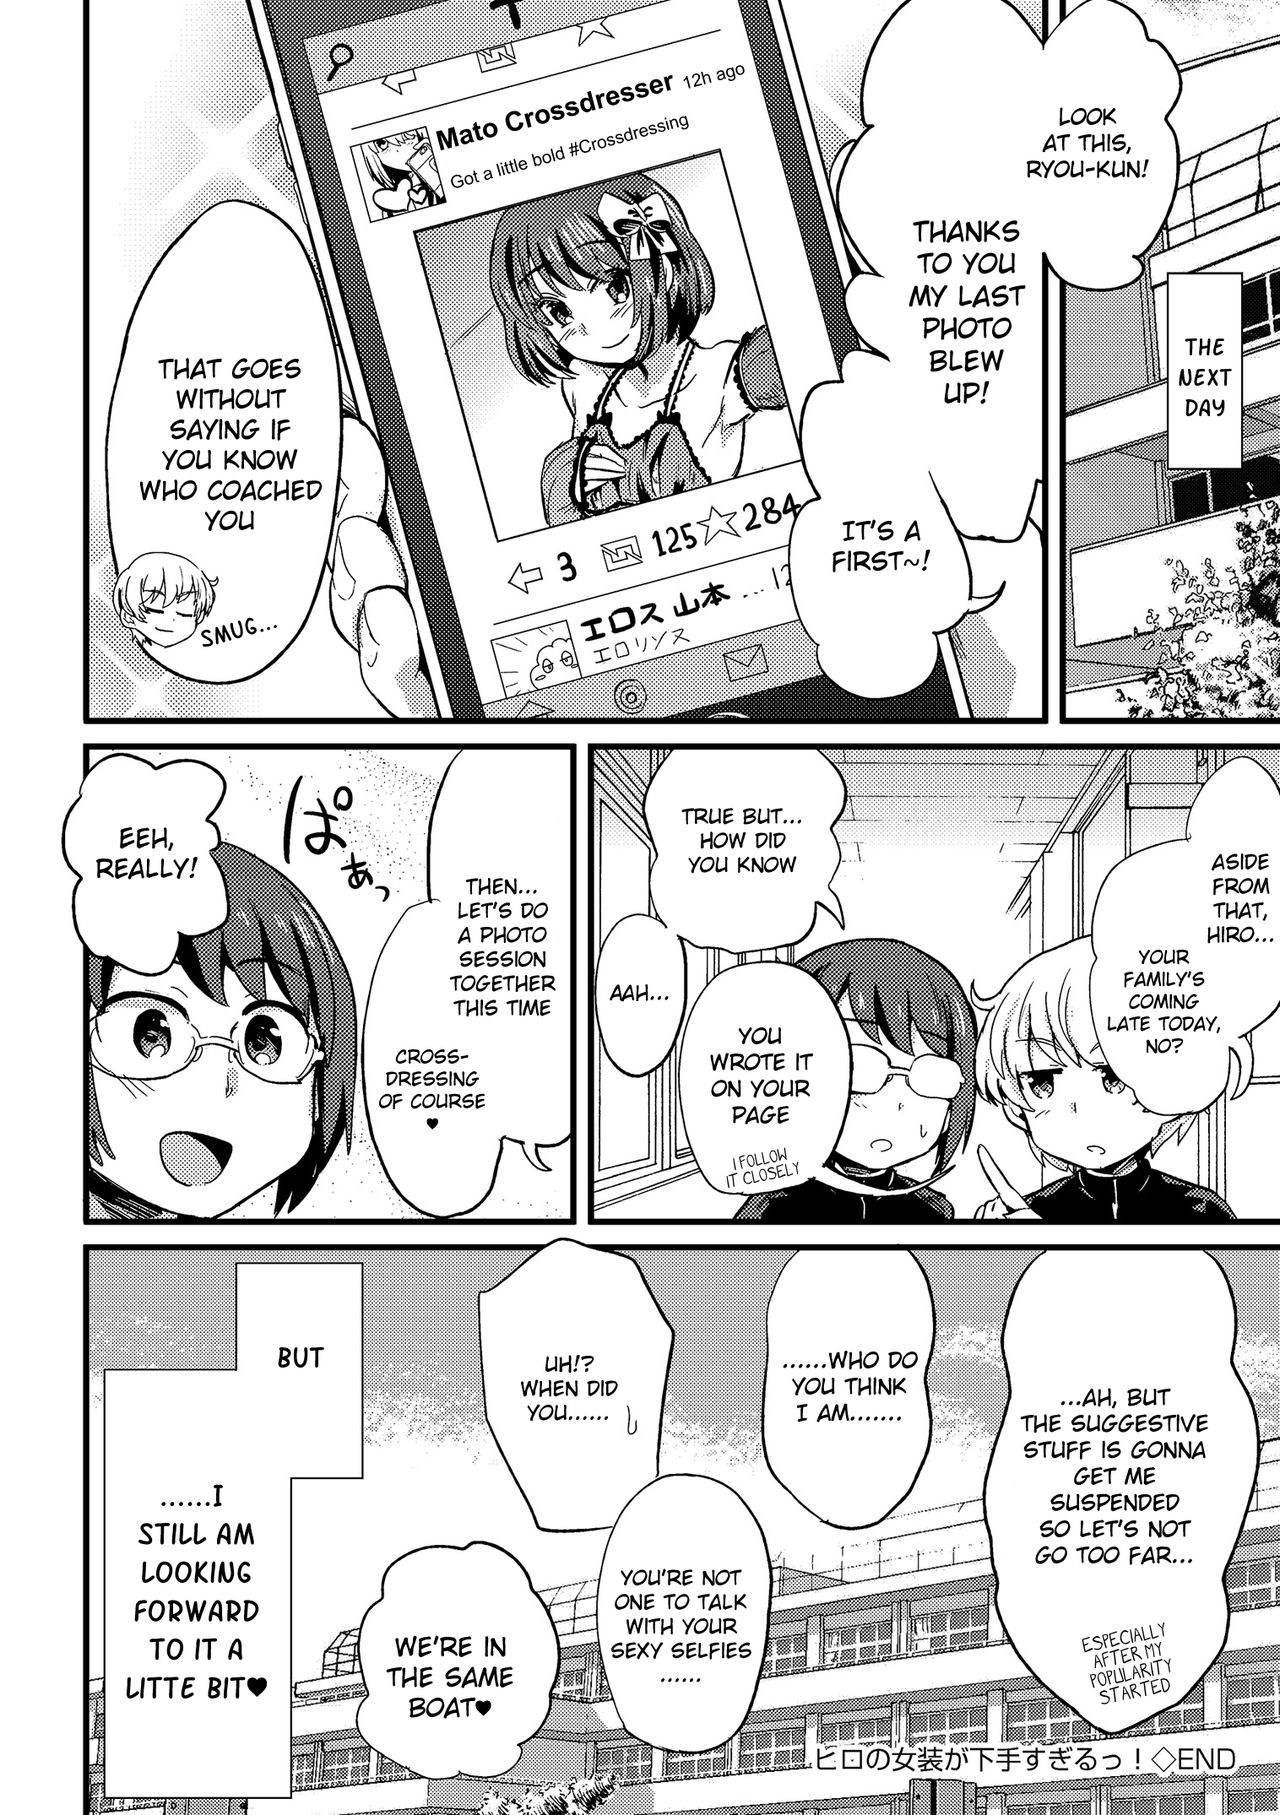 LOOK
AT THIS,
RYOU-KUN!
THANKS
TO YOU
MY LAST
PHOTO
BLEW
UP!
IT'S A
FIRST~!
THE
NEXT
DAY
Mato Crossdresser 12h ago
Got a little bold #Crossdressing
3 125 284
エロス山本 ... 12
エロリソヌ
THAT GOES
WITHOUT
SAYING IF
YOU KNOW
WHO COACHED
YOU
SMUG...
ASIDE
FROM
THAT,
HIRO...
YOUR
FAMILY'S
COMING
LATE TODAY,
NO?
TRUE BUT...
HOW DID
YOU KNOW
AAH...
YOU
WROTE IT
ON YOUR
PAGE
I FOLLOW
IT CLOSELY
THEN...
LET'S DO
A PHOTO
SESSION
TOGETHER
THIS TIME
CROSS-
DRESSING
OF COURSE
♥
ぱあっ
EEH,
REALLY!
...AH, BUT
THE SUGGESTIVE
STUFF IS GONNA
GET ME
SUSPENDED
SO LET'S NOT
GO TOO FAR...
ESPECIALLY
AFTER MY
POPULARITY
STARTED
......WHO DO
YOU THINK
I AM.......
UH!?
WHEN DID
YOU......
YOU'RE NOT
ONE TO TALK
WITH YOUR
SEXY SELFIES
......
WE'RE IN
THE SAME
BOAT♥
BUT
......I
STILL AM
LOOKING
FORWARD
TO IT A
LITTE BIT♥
ヒロの女装が下手すぎるっ！◇END